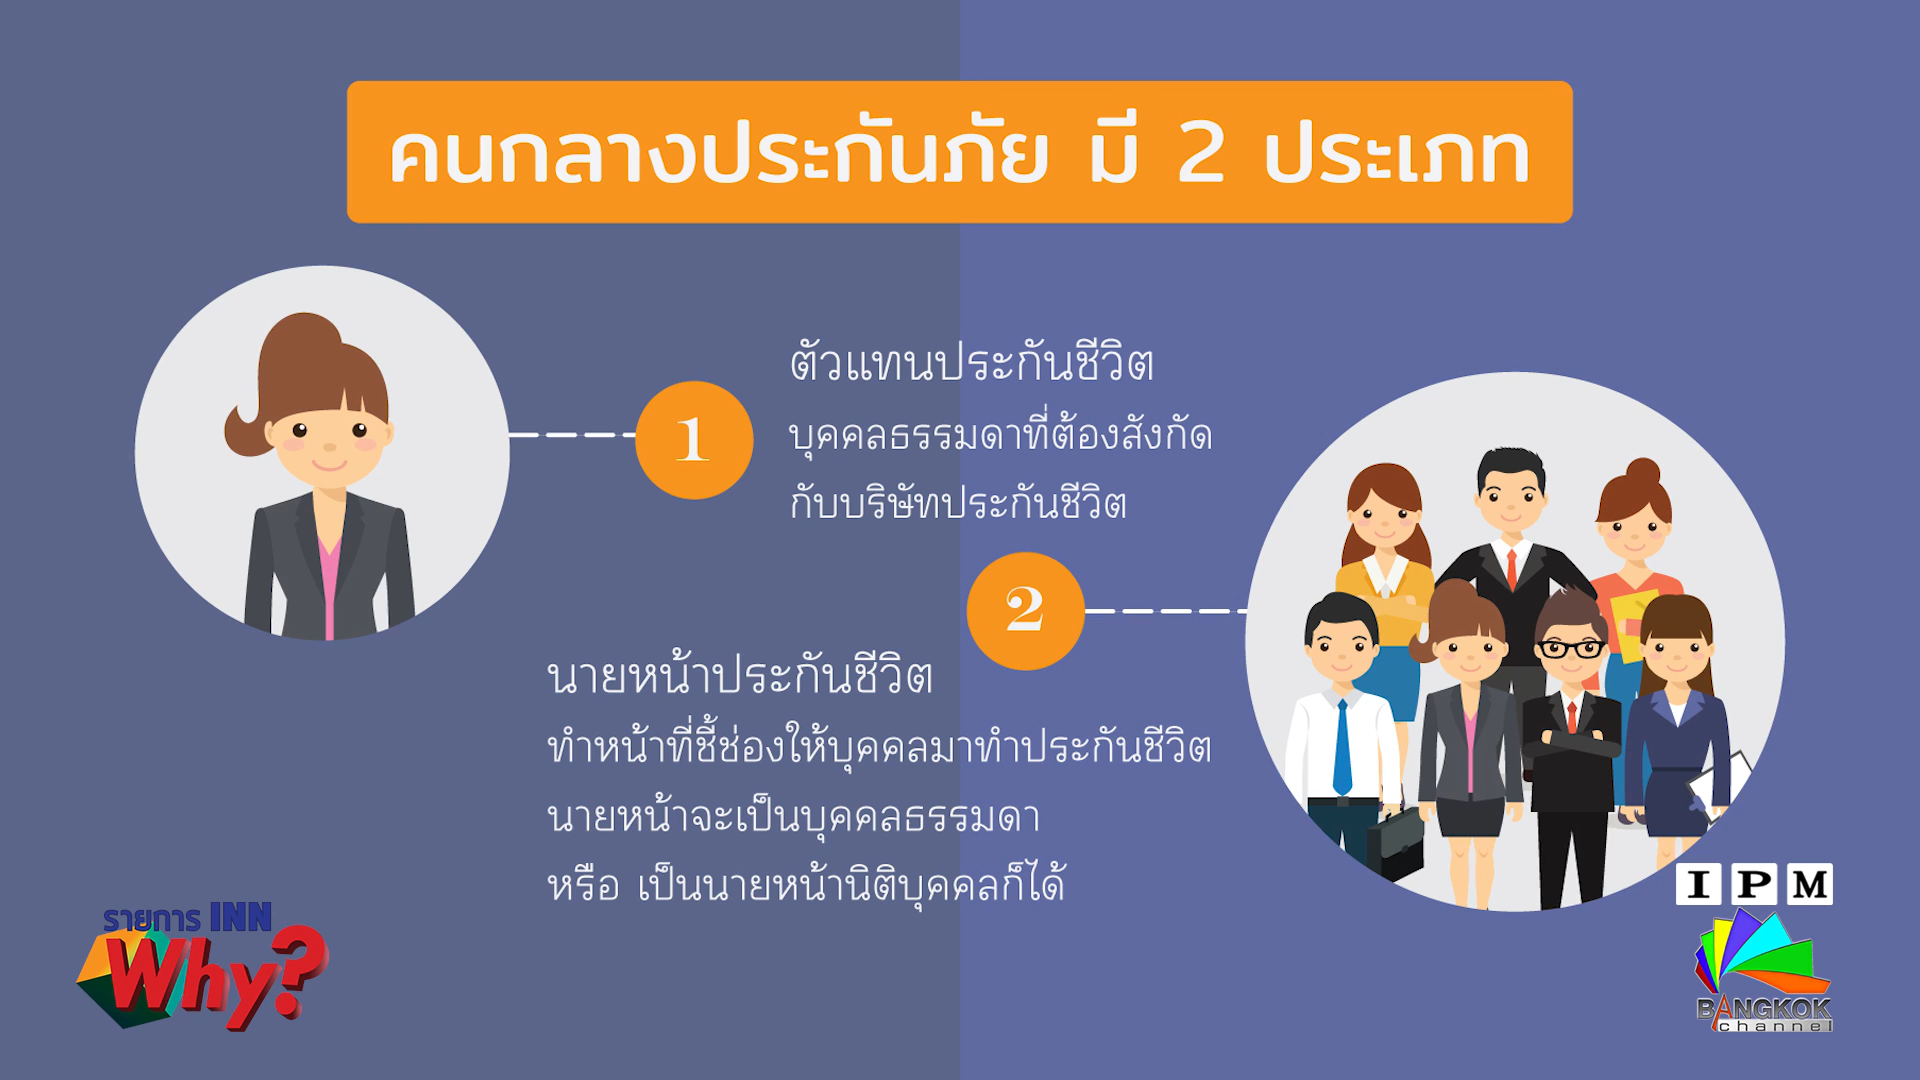 คนกลางประกันภัย มี 2 ประเภท
1
ตัวแทนประกันชีวิต
บุคคลธรรมดาที่ต้องสังกัด
กับบริษัทประกันชีวิต
2
นายหน้าประกันชีวิต
ทำหน้าที่ชี้ช่องให้บุคคลมาทำประกันชีวิต
นายหน้าจะเป็นบุคคลธรรมดา
หรือ เป็นนายหน้านิติบุคคลก็ได้
รายการ INN
Why?
IPM
BANGKOK
channel